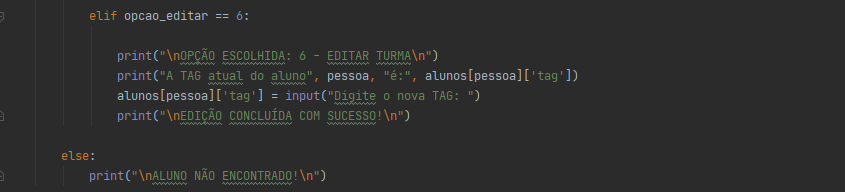 elif opcao_editar == 6:
print("\nOPÇÃO ESCOLHIDA: 6 - EDITAR TURMA\n")
print("A TAG atual do aluno", pessoa, "é:", alunos[pessoa]['tag'])
alunos[pessoa]['tag'] = input("Digite o nova TAG: ")
print("\nEDIÇÃO CONCLUÍDA COM SUCESSO!\n")
else:
print("\nALUNO NÃO ENCONTRADO!\n")